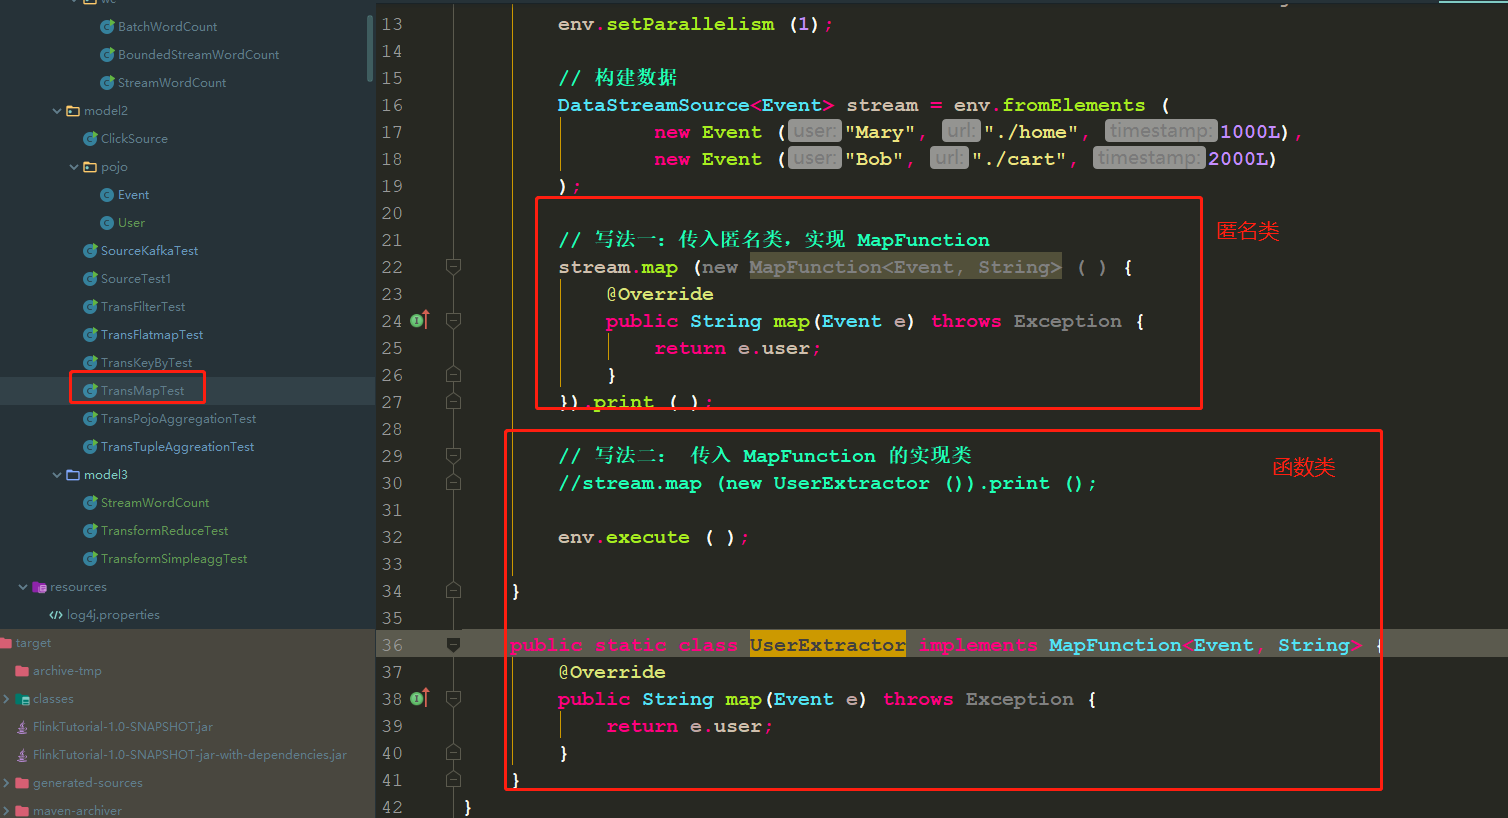 wc
BatchWordCount
BoundedStreamWordCount
StreamWordCount
model2
ClickSource
pojo
Event
User
SourceKafkaTest
SourceTest1
TransFilterTest
TransFlatmapTest
TransKeyByTest
TransMapTest
TransPojoAggregationTest
TransTupleAggreationTest
model3
StreamWordCount
TransformReduceTest
TransformSimpleaggTest
resources
log4j.properties
target
archive-tmp
classes
FlinkTutorial-1.0-SNAPSHOT.jar
FlinkTutorial-1.0-SNAPSHOT-jar-with-dependencies.jar
generated-sources
maven-archiver
13 env.setParallelism (1);
14
15 // 构建数据
16 DataStreamSource<Event> stream = env.fromElements (
17 new Event ( user: "Mary", url: "./home", timestamp: 1000L),
18 new Event ( user: "Bob", url: "./cart", timestamp: 2000L)
19 );
20
21 // 写法一：传入匿名类，实现 MapFunction
22 stream.map (new MapFunction<Event, String> ( ) {
23 @Override
24 public String map(Event e) throws Exception {
25 return e.user;
26 }
27 }).print ( );
28
29 // 写法二： 传入 MapFunction 的实现类
30 //stream.map (new UserExtractor ()).print ();
31
32 env.execute ( );
33
34 }
35
36 public static class UserExtractor implements MapFunction<Event, String> {
37 @Override
38 public String map(Event e) throws Exception {
39 return e.user;
40 }
41 }
42 }
匿名类
函数类